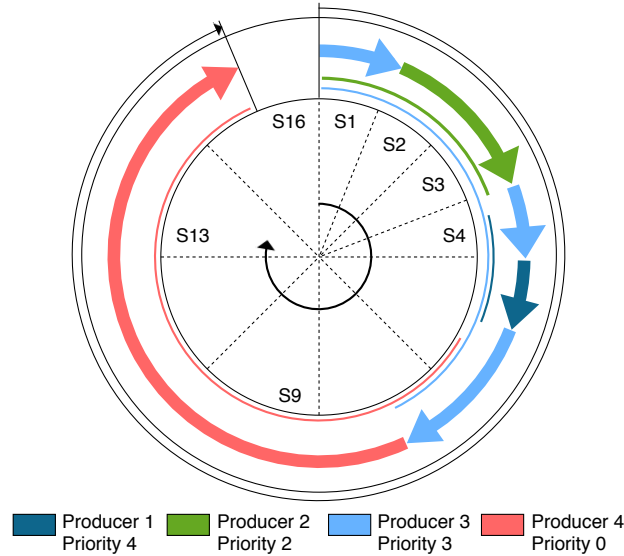 S16 S1
S2
S3
S13 S4
S9
Producer 1
Priority 4
Producer 2
Priority 2
Producer 3
Priority 3
Producer 4
Priority 0